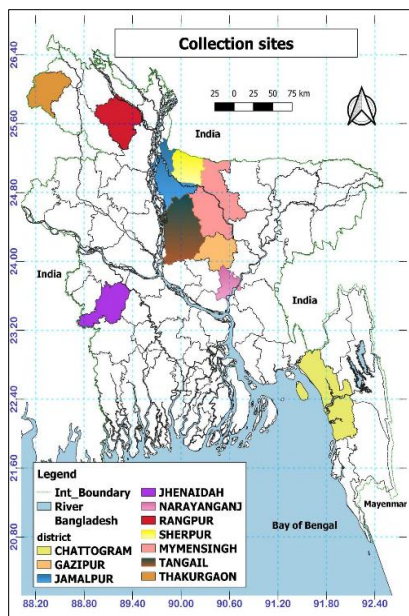 Collection sites
25 0 25 50 75 km
India
India
India
Mayenmar
Bay of Bengal
26.40
25.60
24.80
24.00
23.20
22.40
21.60
20.80
88.20 88.80 89.40 90.00 90.60 91.20 91.80 92.40
Legend
Int_Boundary
River
Bangladesh
district
CHATTOGRAM
GAZIPUR
JAMALPUR
JHENAIDAH
NARAYANGANJ
RANGPUR
SHERPUR
MYMENSINGH
TANGAIL
THAKURGAON